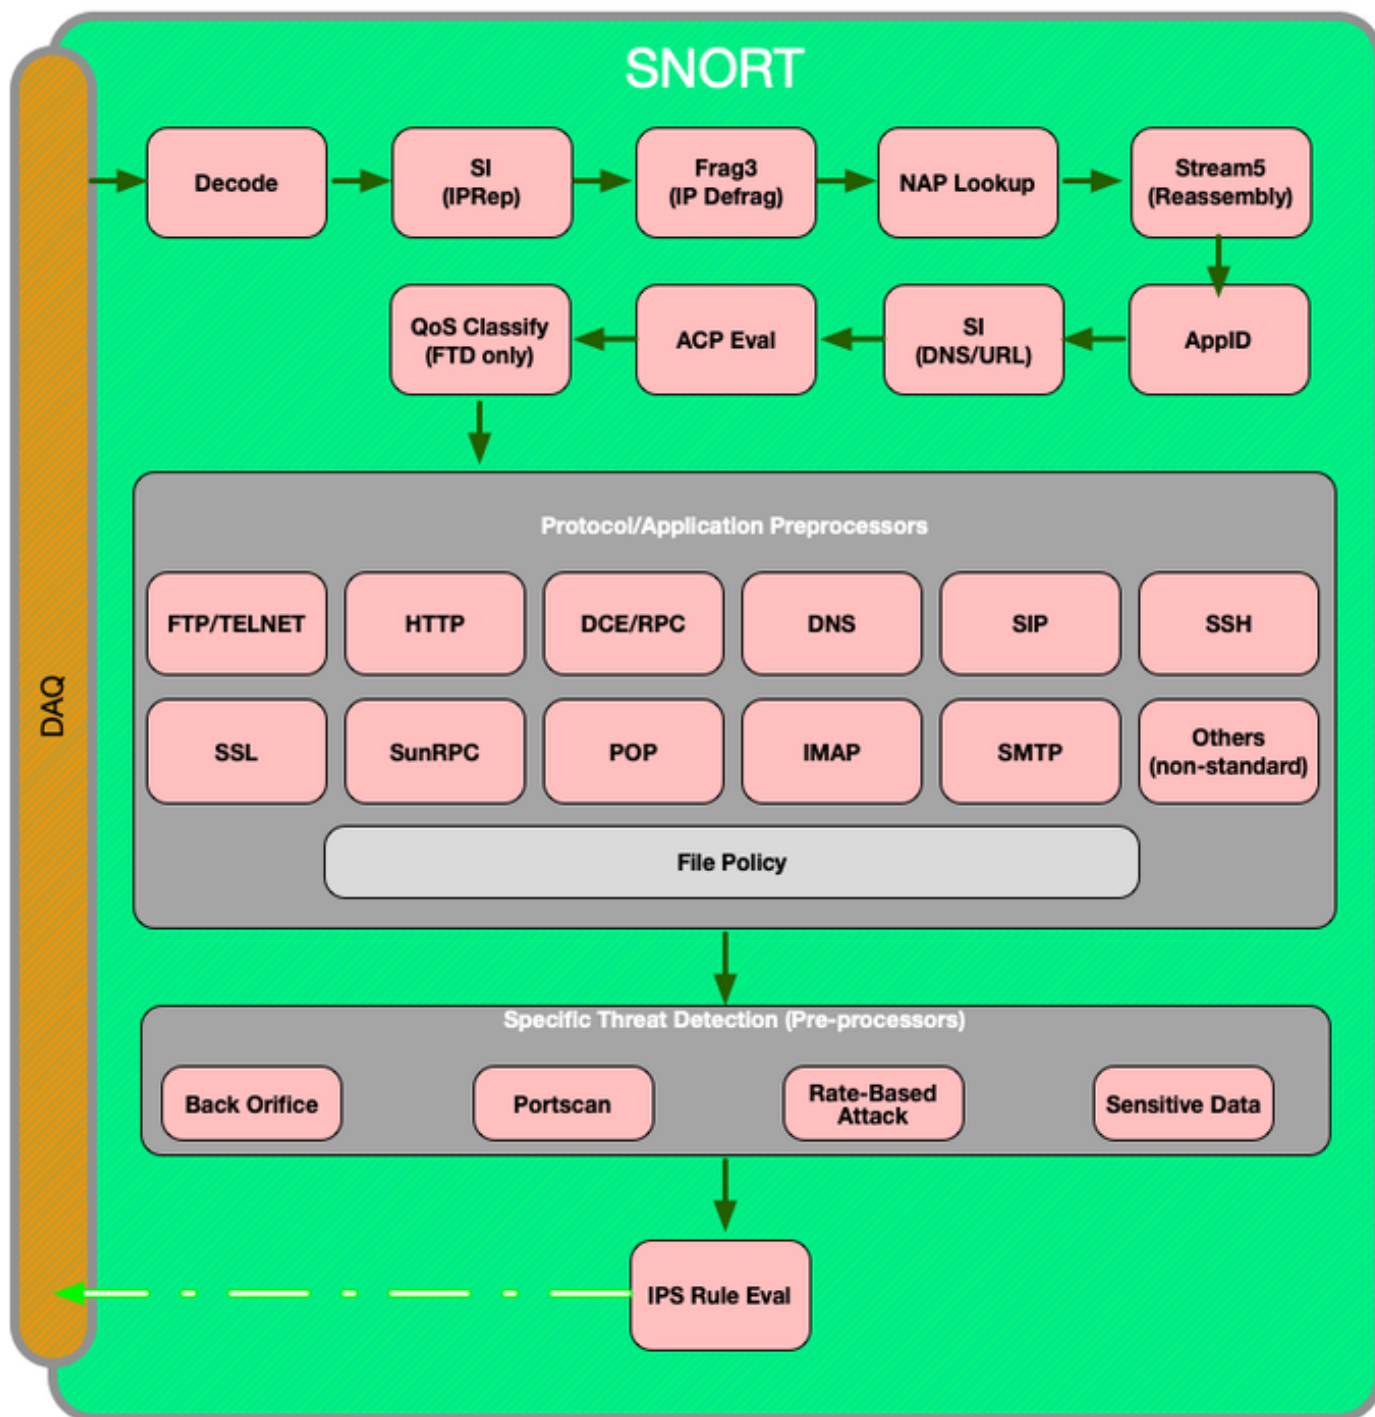 SNORT
Decode
SI
(IPRep)
Frag3
(IP Defrag)
NAP Lookup
Stream5
(Reassembly)
QoS Classify
(FTD only)
ACP Eval
SI
(DNS/URL)
AppID
DAQ
Protocol/Application Preprocessors
FTP/TELNET
HTTP
DCE/RPC
DNS
SIP
SSH
SSL
SunRPC
POP
IMAP
SMTP
Others
(non-standard)
File Policy
Specific Threat Detection (Pre-processors)
Back Orifice
Portscan
Rate-Based
Attack
Sensitive Data
IPS Rule Eval